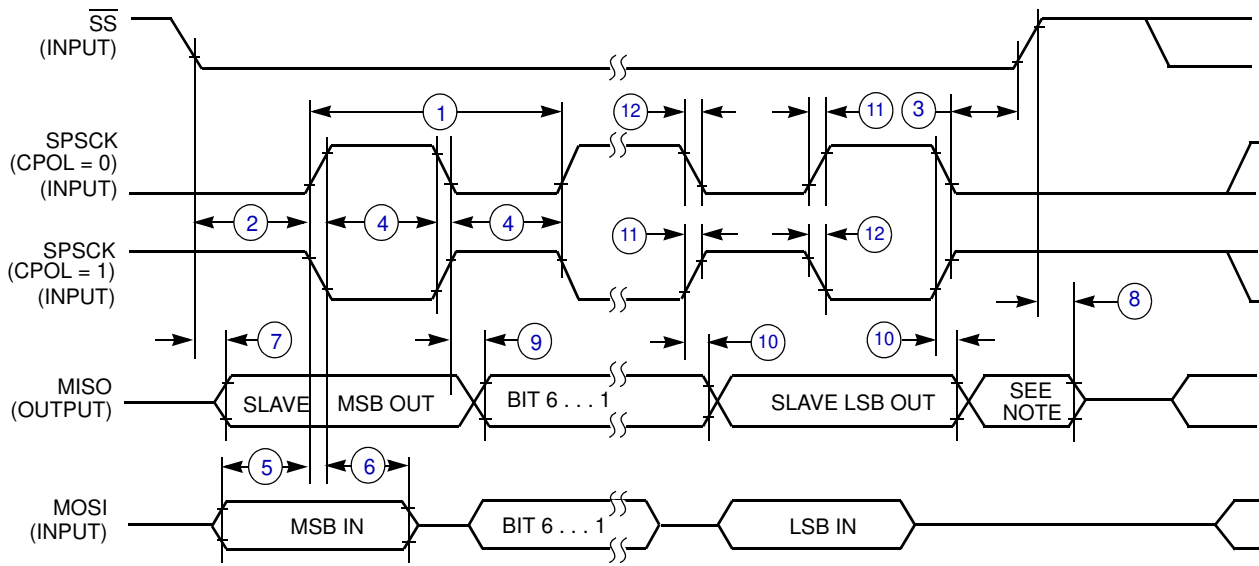 SS
(INPUT)
1
12
11
3
SPSCK
(CPOL = 0)
(INPUT)
2
4
4
11
12
SPSCK
(CPOL = 1)
(INPUT)
7
9
10
10
8
MISO
(OUTPUT)
SLAVE MSB OUT
BIT 6 . . . 1
SLAVE LSB OUT
SEE
NOTE
5
6
MOSI
(INPUT)
MSB IN
BIT 6 . . . 1
LSB IN